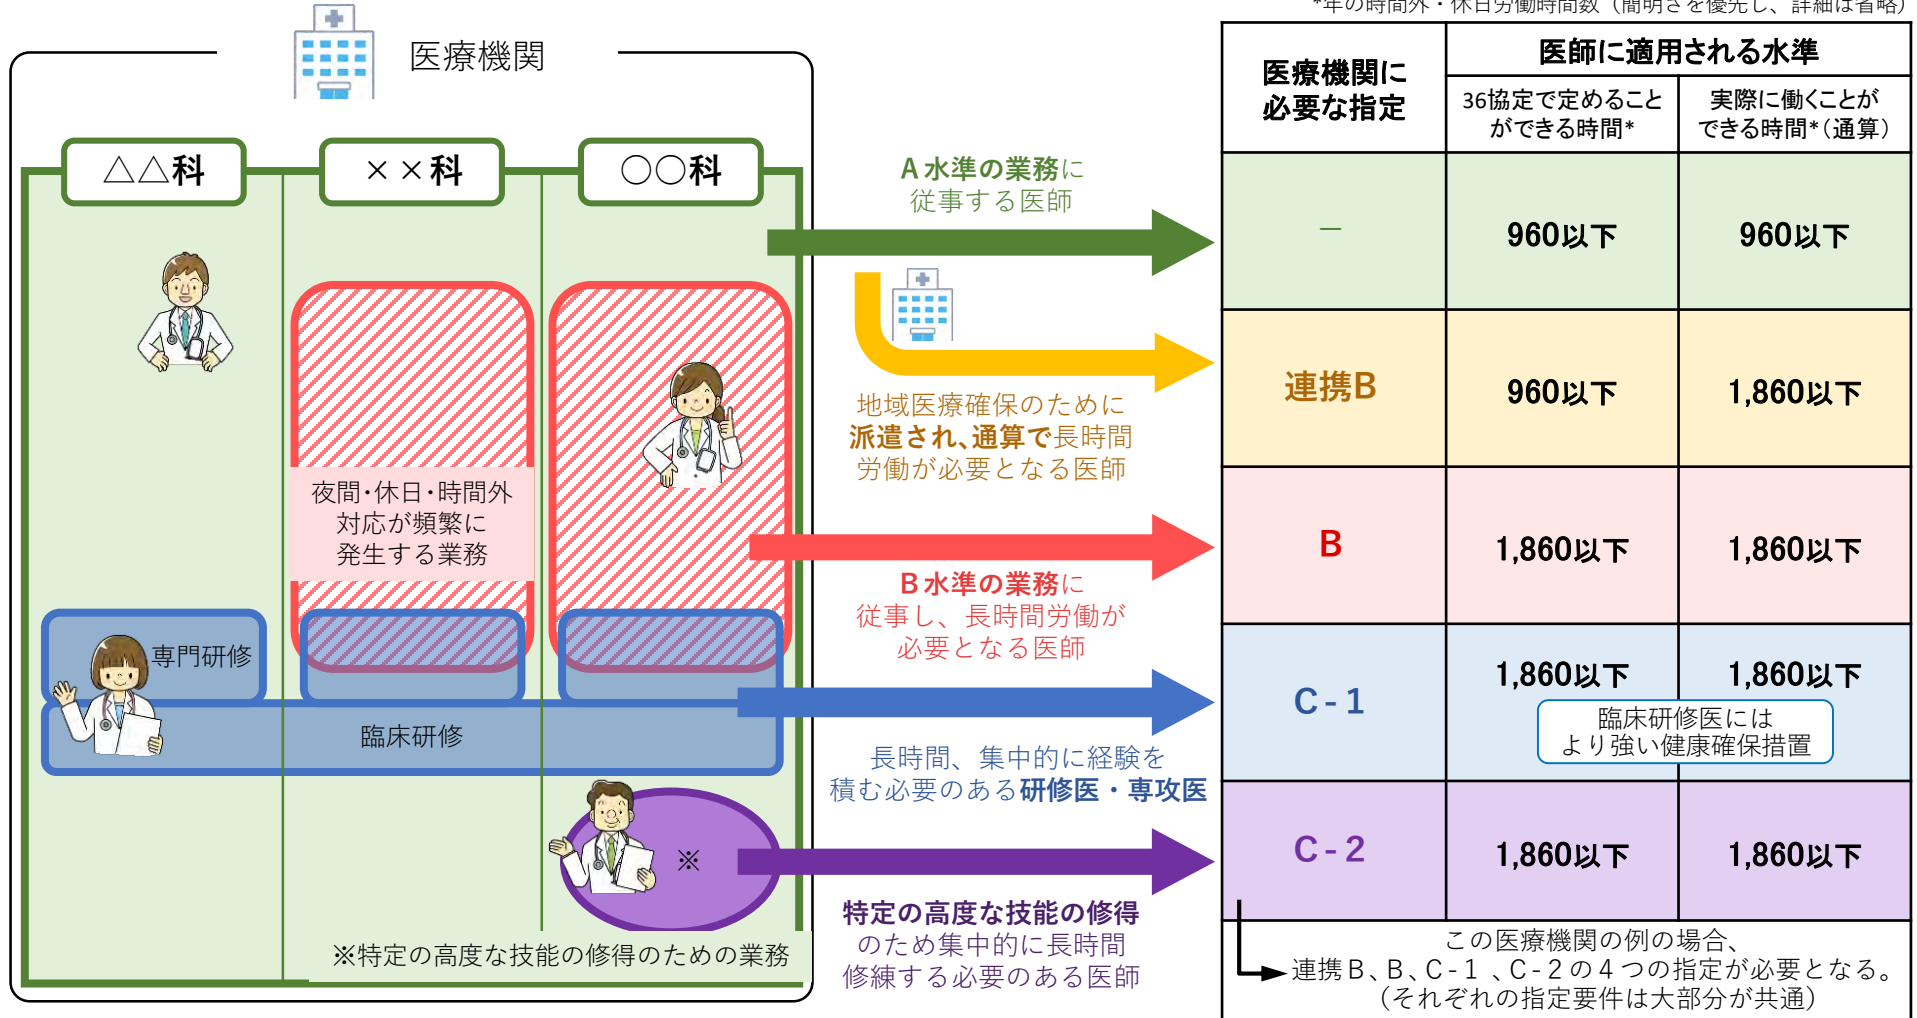 *年の時間外・休日労働時間数（簡明さを優先し、詳細は省略）
医療機関
△△科
××科
○○科
夜間・休日・時間外
対応が頻繁に
発生する業務
専門研修
臨床研修
※
※特定の高度な技能の修得のための業務
A水準の業務に
従事する医師
地域医療確保のために
派遣され、通算で長時間
労働が必要となる医師
B水準の業務に
従事し、長時間労働が
必要となる医師
長時間、集中的に経験を
積む必要のある研修医・専攻医
特定の高度な技能の修得
のため集中的に長時間
修練する必要のある医師
医療機関に
必要な指定
医師に適用される水準
36協定で定めること
ができる時間*
実際に働くことが
できる時間*（通算）
－ 960以下 960以下
連携B 960以下 1,860以下
B 1,860以下 1,860以下
C-1 1,860以下 1,860以下
臨床研修医には
より強い健康確保措置
C-2 1,860以下 1,860以下
この医療機関の例の場合、
連携B、B、C-1、C-2の4つの指定が必要となる。
（それぞれの指定要件は大部分が共通）